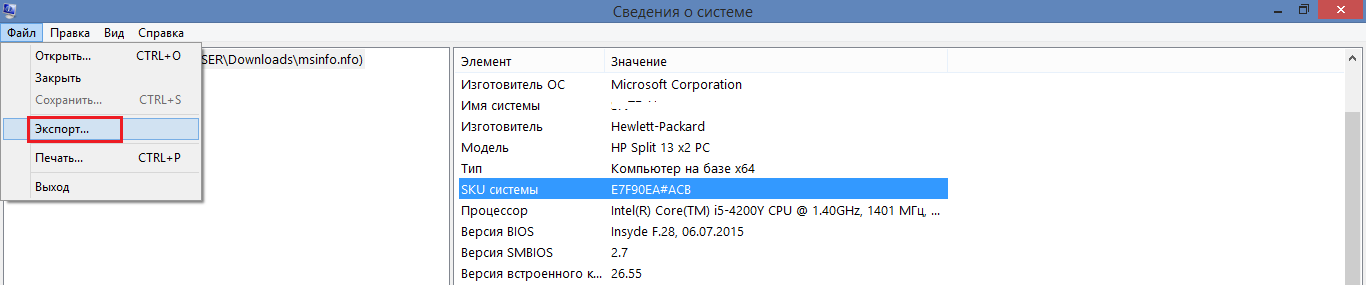 Сведения о системе
Файл Правка Вид Справка
Открыть... CTRL+O
Закрыть
Сохранить... CTRL+S
Экспорт...
Печать... CTRL+P
Выход
SER\Downloads\msinfo.nfo)
Элемент Значение
Изготовитель ОС Microsoft Corporation
Имя системы
Изготовитель Hewlett-Packard
Модель HP Split 13 x2 PC
Тип Компьютер на базе x64
SKU системы E7F90EA#ACB
Процессор Intel(R) Core(TM) i5-4200Y CPU @ 1.40GHz, 1401 МГц, ...
Версия BIOS Insyde F.28, 06.07.2015
Версия SMBIOS 2.7
Версия встроенного к... 26.55